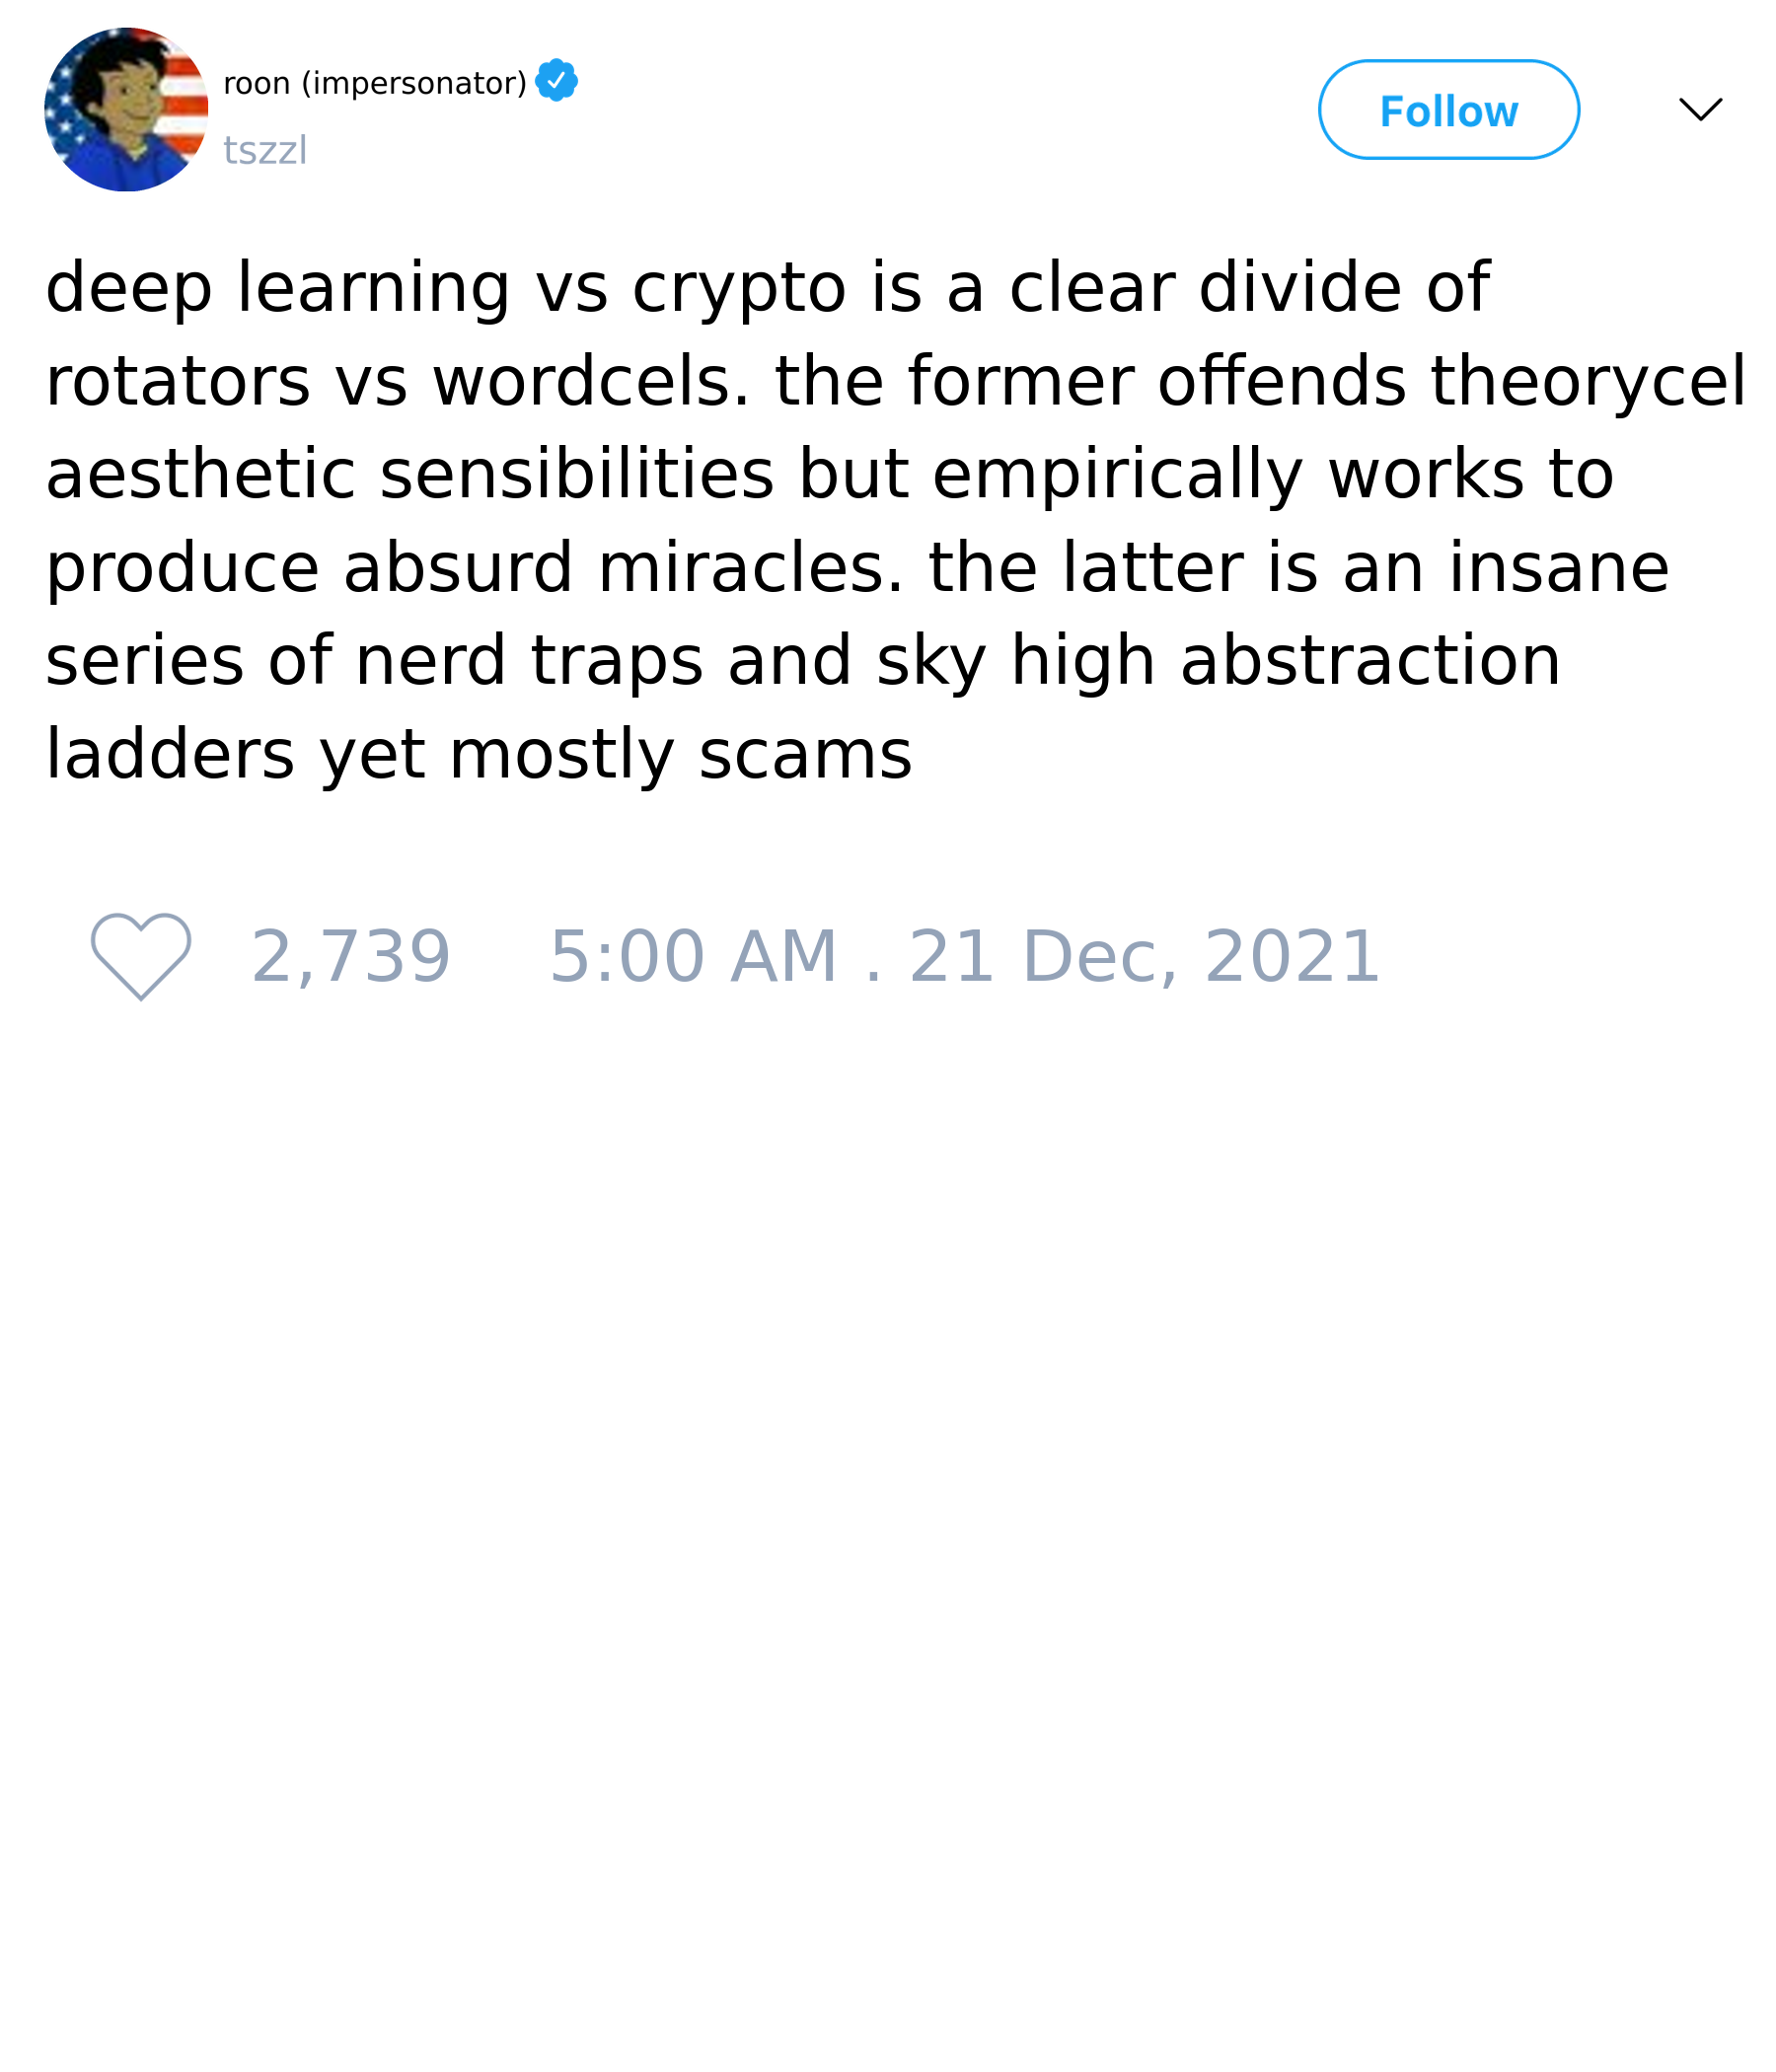 roon (impersonator)
tszzl
Follow
deep learning vs crypto is a clear divide of
rotators vs wordcels. the former offends theorycel
aesthetic sensibilities but empirically works to
produce absurd miracles. the latter is an insane
series of nerd traps and sky high abstraction
ladders yet mostly scams
2,739 5:00 AM . 21 Dec, 2021